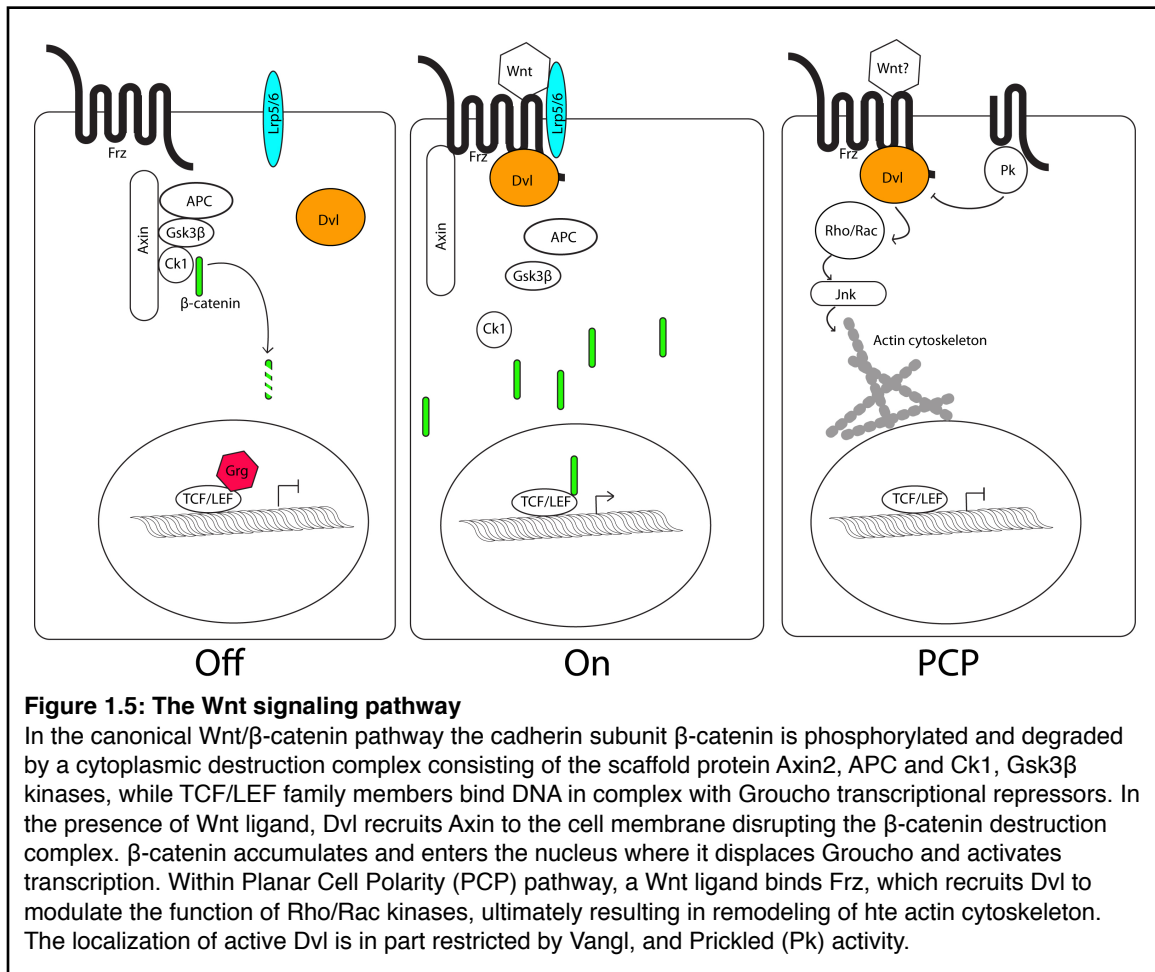 Frz
Lrp5/6
Axin
APC
Gsk3β
Ck1
β-catenin
Dvl
Grg
TCF/LEF
Off
Wnt
Lrp5/6
Frz
Dvl
Axin
APC
Gsk3β
Ck1
TCF/LEF
On
Wnt?
Frz
Dvl
Pk
Rho/Rac
Jnk
Actin cytoskeleton
TCF/LEF
PCP
Figure 1.5: The Wnt signaling pathway
In the canonical Wnt/β-catenin pathway the cadherin subunit β-catenin is phosphorylated and degraded
by a cytoplasmic destruction complex consisting of the scaffold protein Axin2, APC and Ck1, Gsk3β
kinases, while TCF/LEF family members bind DNA in complex with Groucho transcriptional repressors. In
the presence of Wnt ligand, Dvl recruits Axin to the cell membrane disrupting the β-catenin destruction
complex. β-catenin accumulates and enters the nucleus where it displaces Groucho and activates
transcription. Within Planar Cell Polarity (PCP) pathway, a Wnt ligand binds Frz, which recruits Dvl to
modulate the function of Rho/Rac kinases, ultimately resulting in remodeling of hte actin cytoskeleton.
The localization of active Dvl is in part restricted by Vangl, and Prickled (Pk) activity.